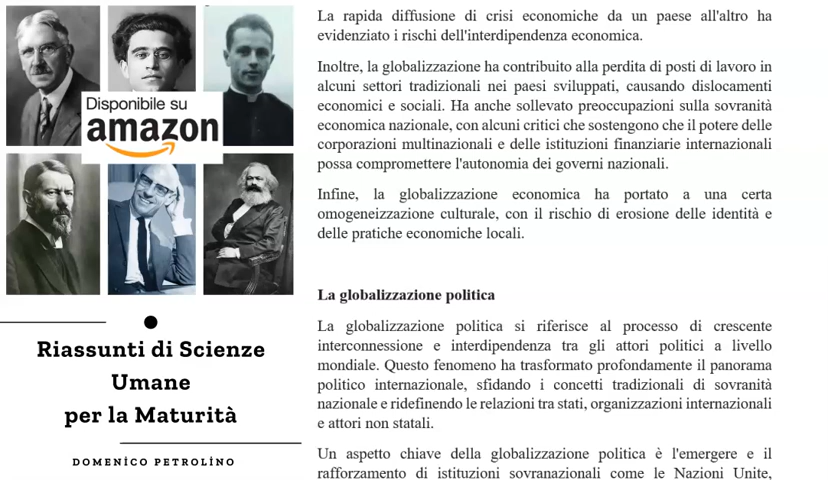 Disponibile su
amazon
Riassunti di Scienze
Umane
per la Maturità
DOMENICO PETROLINO
La rapida diffusione di crisi economiche da un paese all'altro ha
evidenziato i rischi dell'interdipendenza economica.
Inoltre, la globalizzazione ha contribuito alla perdita di posti di lavoro in
alcuni settori tradizionali nei paesi sviluppati, causando dislocamenti
economici e sociali. Ha anche sollevato preoccupazioni sulla sovranità
economica nazionale, con alcuni critici che sostengono che il potere delle
corporazioni multinazionali e delle istituzioni finanziarie internazionali
possa compromettere l'autonomia dei governi nazionali.
Infine, la globalizzazione economica ha portato a una certa
omogeneizzazione culturale, con il rischio di erosione delle identità e
delle pratiche economiche locali.
La globalizzazione politica
La globalizzazione politica si riferisce al processo di crescente
interconnessione e interdipendenza tra gli attori politici a livello
mondiale. Questo fenomeno ha trasformato profondamente il panorama
politico internazionale, sfidando i concetti tradizionali di sovranità
nazionale e ridefinendo le relazioni tra stati, organizzazioni internazionali
e attori non statali.
Un aspetto chiave della globalizzazione politica è l'emergere e il
rafforzamento di istituzioni sovranazionali come le Nazioni Unite,